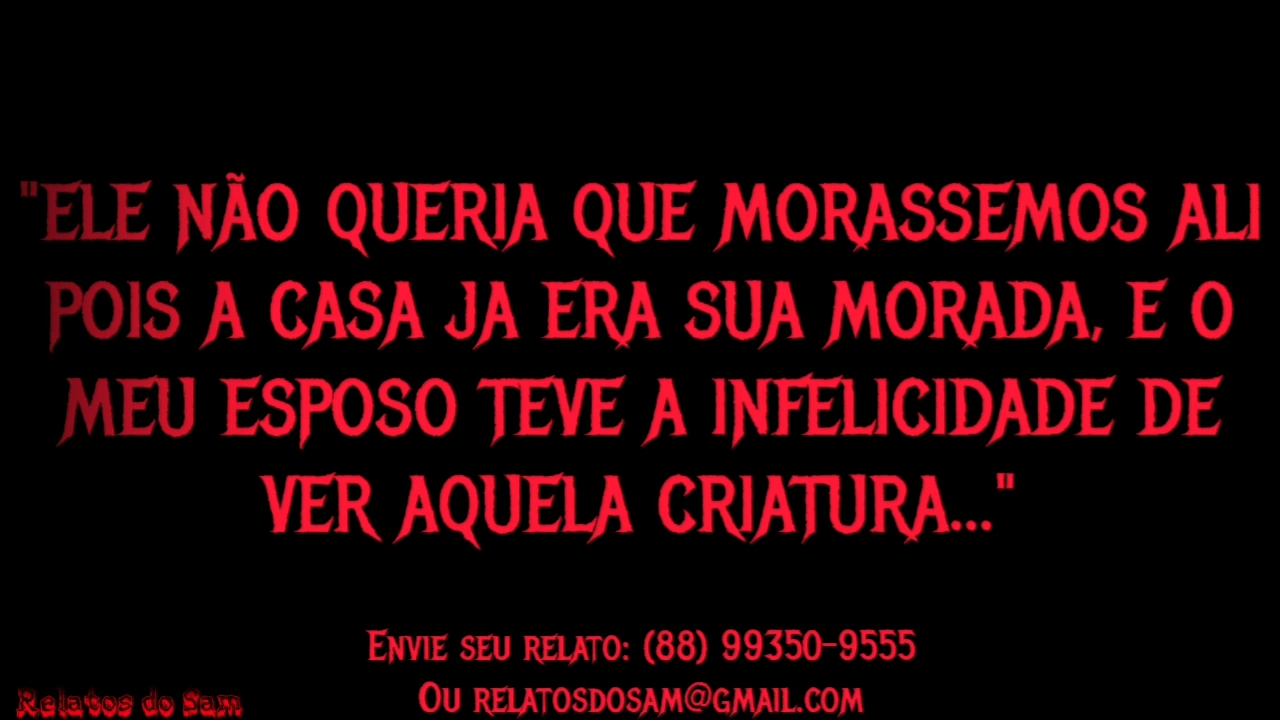 "ELE NÃO QUERIA QUE MORASSEMOS ALI
POIS A CASA JA ERA SUA MORADA, E O
MEU ESPOSO TEVE A INFELICIDADE DE
VER AQUELA CRIATURA..."
ENVIE SEU RELATO: (88) 99350-9555
OU RELATOSDOSAM@GMAIL.COM
Relatos do Sam